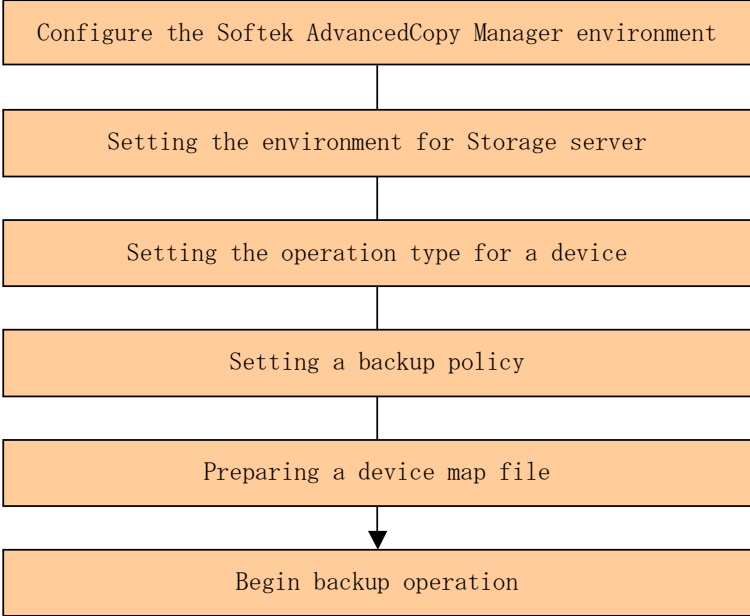 Configure the Softek AdvancedCopy Manager environment
Setting the environment for Storage server
Setting the operation type for a device
Setting a backup policy
Preparing a device map file
Begin backup operation